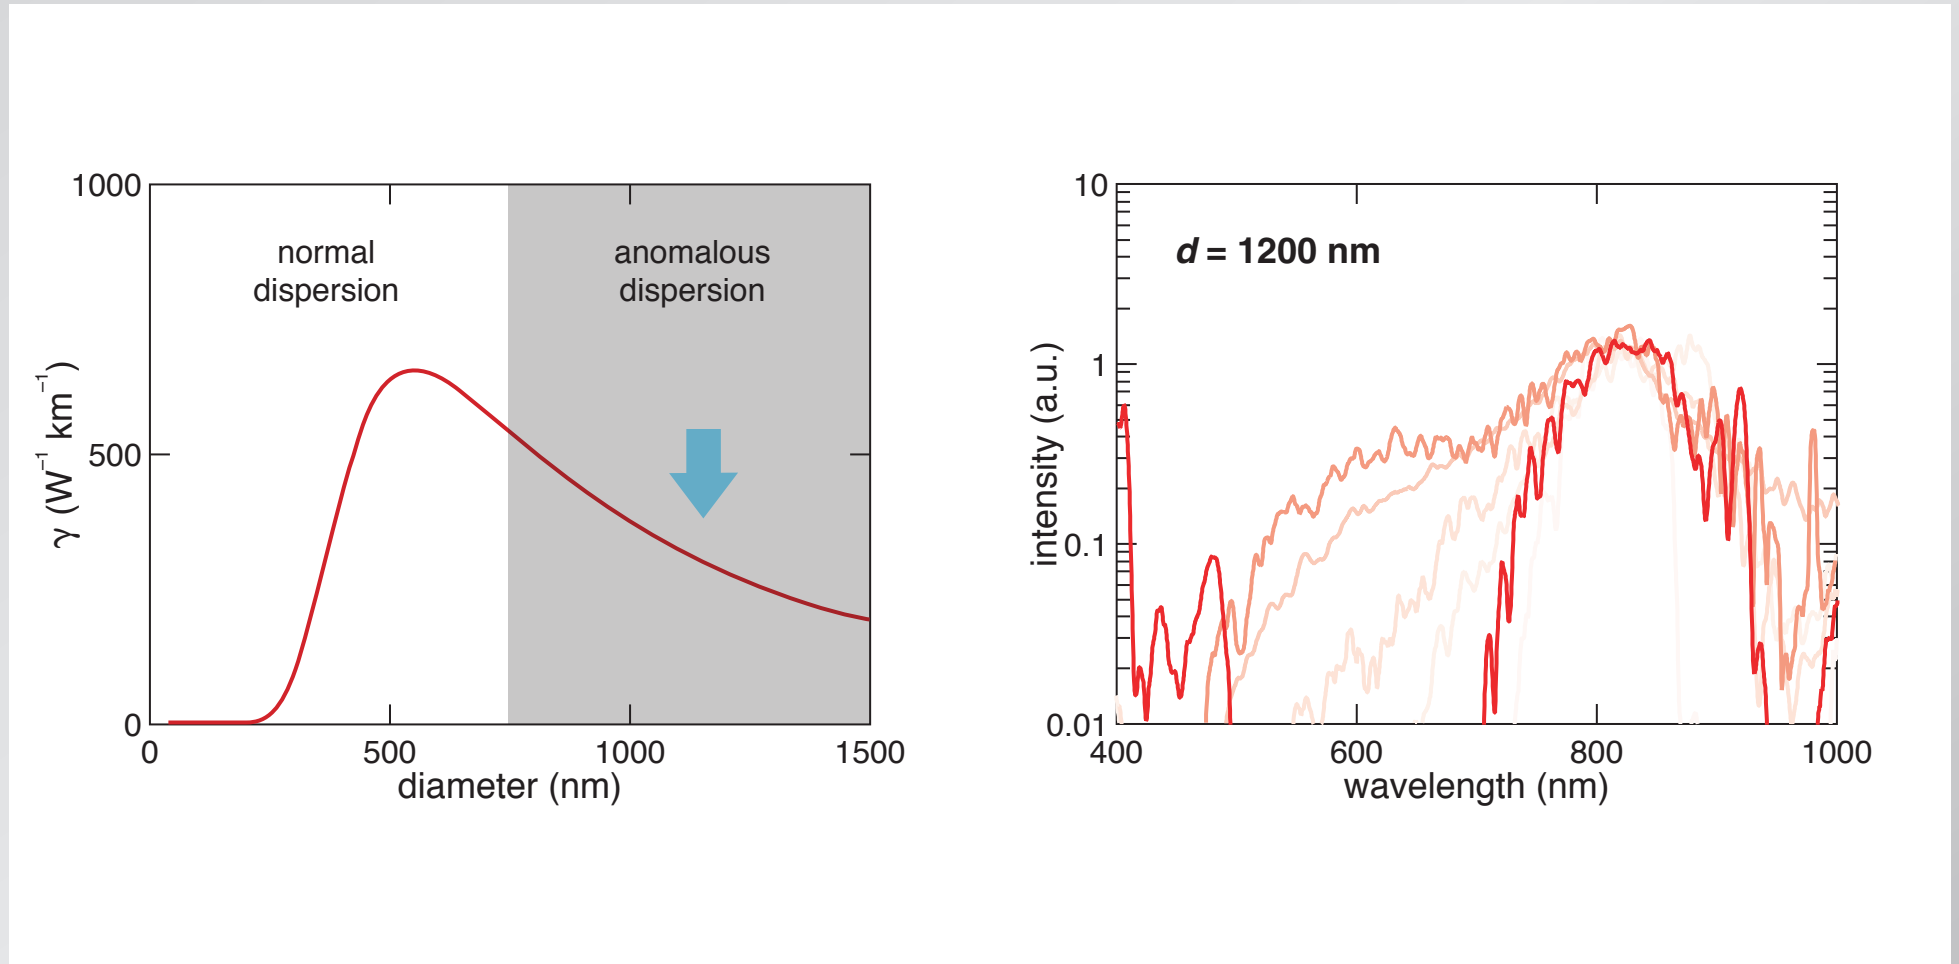 1000
500
0
0
500
1000
1500
normal
dispersion
anomalous
dispersion
γ (W⁻¹ km⁻¹)
diameter (nm)
10
1
0.1
0.01
400
600
800
1000
d = 1200 nm
intensity (a.u.)
wavelength (nm)